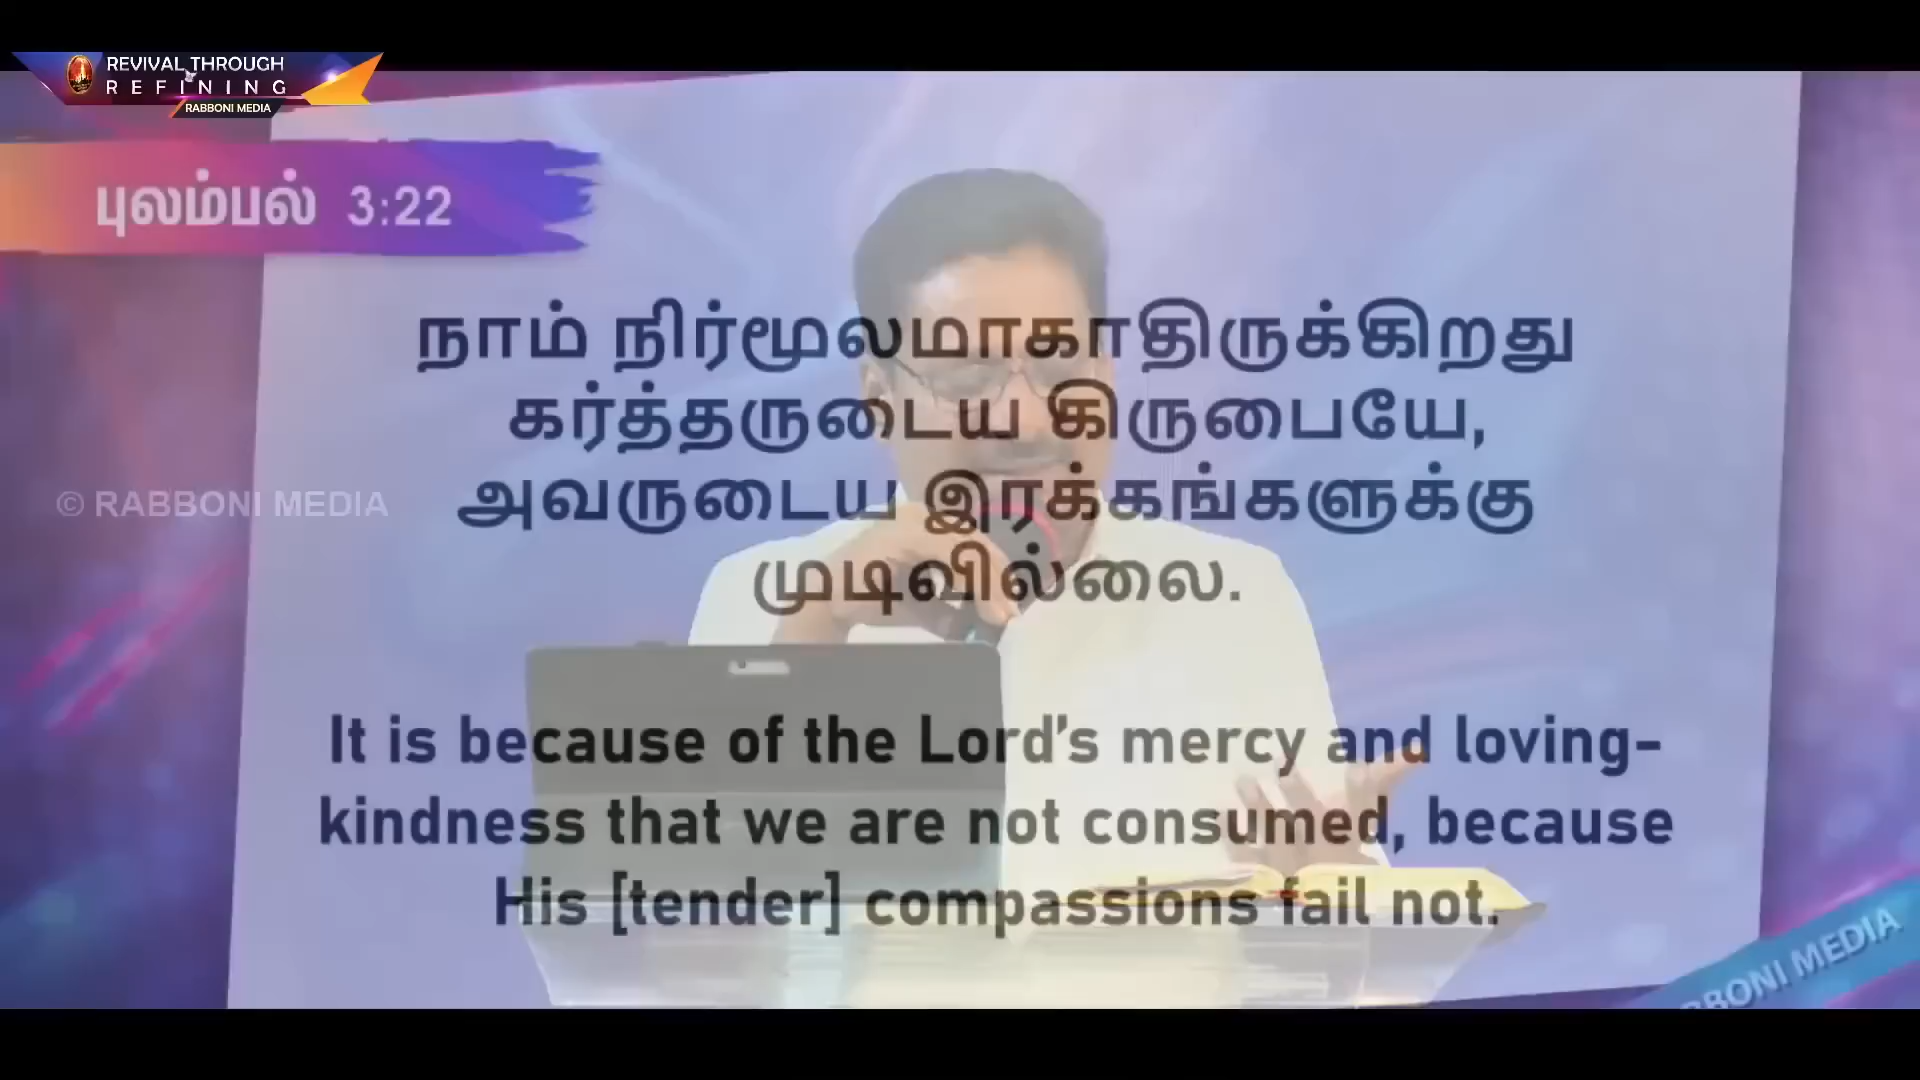 REVIVAL THROUGH
REFINING
RABBONI MEDIA
புலம்பல் 3:22
நாம் நிர்மூலமாகாதிருக்கிறது
கர்த்தருடைய கிருபையே,
அவருடைய இரக்கங்களுக்கு
முடிவில்லை.
© RABBONI MEDIA
It is because of the Lord's mercy and loving-
kindness that we are not consumed, because
His [tender] compassions fail not.
BBONI MEDIA